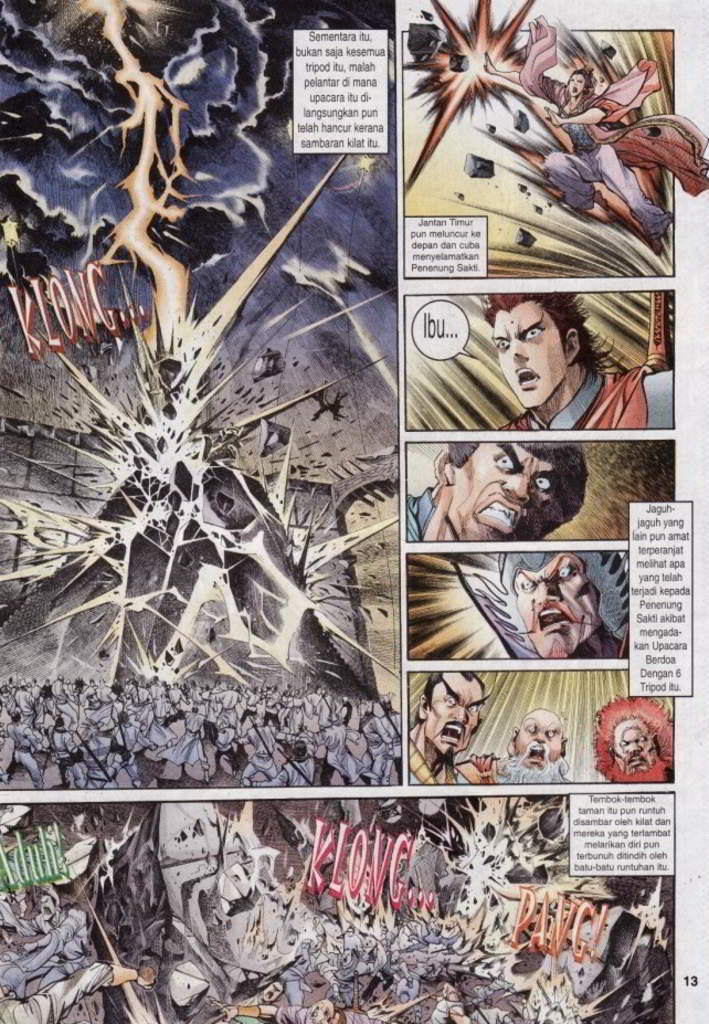 Sementara itu,
bukan saja kesemua
tripod itu, malah
pelantar di mana
upacara itu di-
langsungkan pun
telah hancur kerana
sambaran kilat itu.
KLONG...
Jantan Timur
pun meluncur ke
depan dan cuba
menyelamatkan
Penenung Sakti.
Ibu...
Jaguh-
jaguh yang
lain pun amat
terperanjat
melihat apa
yang telah
terjadi kepada
Penenung
Sakti akibat
mengada-
kan Upacara
Berdoa
Dengan 6
Tripod itu.
Tembok-tembok
taman itu pun runtuh
disambar oleh kilat dan
mereka yang terlambat
melarikan diri pun
terbunuh ditindih oleh
batu-batu runtuhan itu.
KLONG...
PANG!
13